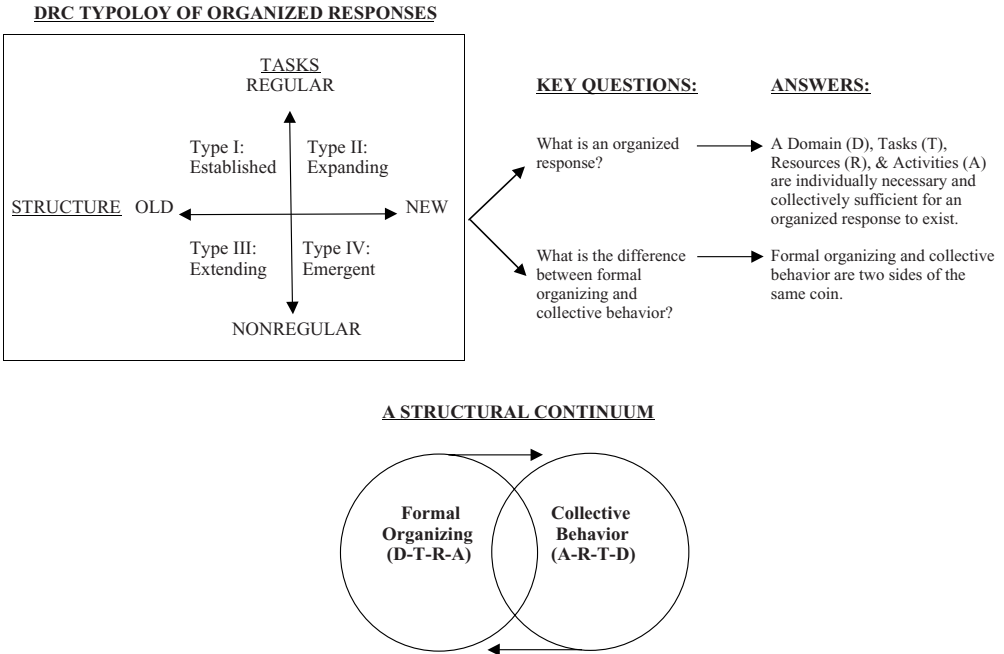 DRC TYPOLOY OF ORGANIZED RESPONSES
TASKS
REGULAR
Type I:
Established
Type II:
Expanding
STRUCTURE OLD
NEW
Type III:
Extending
Type IV:
Emergent
NONREGULAR
KEY QUESTIONS:
ANSWERS:
What is an organized
response?
A Domain (D), Tasks (T),
Resources (R), & Activities (A)
are individually necessary and
collectively sufficient for an
organized response to exist.
What is the difference
between formal
organizing and
collective behavior?
Formal organizing and collective
behavior are two sides of the
same coin.
A STRUCTURAL CONTINUUM
Formal
Organizing
(D-T-R-A)
Collective
Behavior
(A-R-T-D)